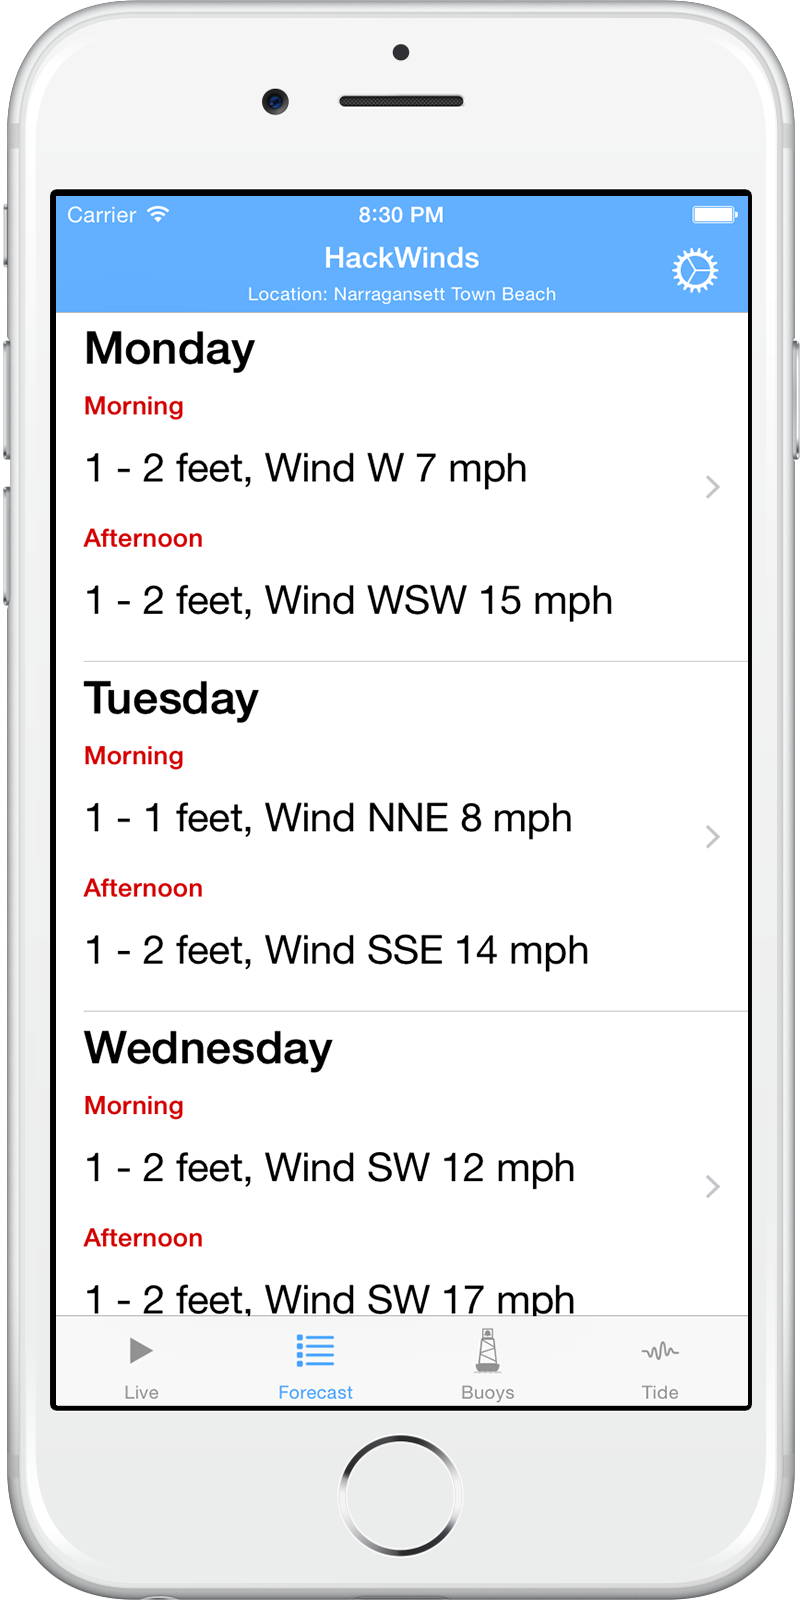 Carrier 8:30 PM
HackWinds
Location: Narragansett Town Beach
Monday
Morning
1 - 2 feet, Wind W 7 mph
Afternoon
1 - 2 feet, Wind WSW 15 mph
Tuesday
Morning
1 - 1 feet, Wind NNE 8 mph
Afternoon
1 - 2 feet, Wind SSE 14 mph
Wednesday
Morning
1 - 2 feet, Wind SW 12 mph
Afternoon
1 - 2 feet, Wind SW 17 mph
Live Forecast Buoys Tide